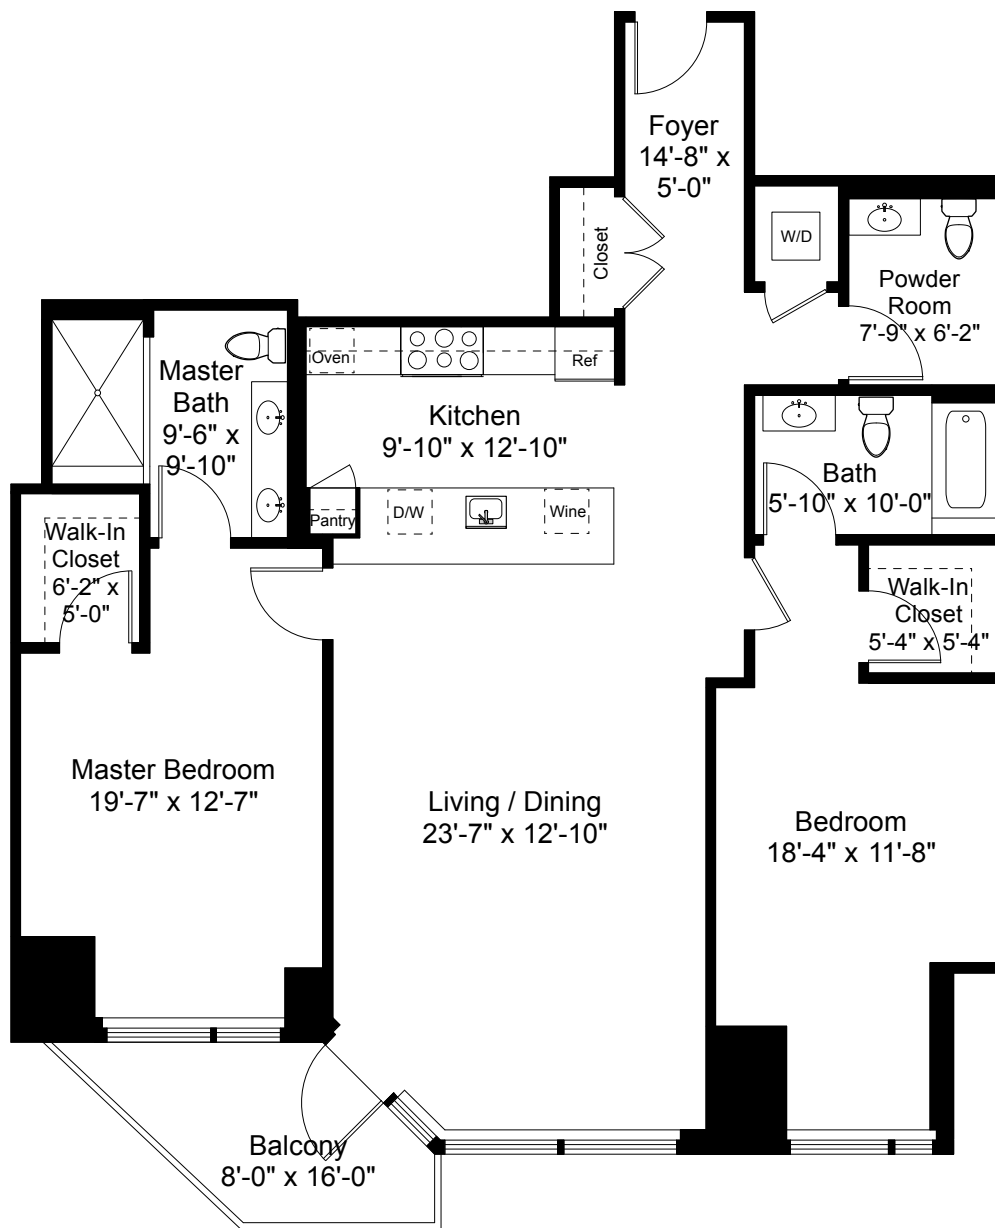 Foyer
14'-8" x
5'-0"
Closet
W/D
Powder
Room
7'-9" x 6'-2"
Oven
Ref
Master
Bath
9'-6" x
9'-10"
Kitchen
9'-10" x 12'-10"
Bath
5'-10" x 10'-0"
Pantry
D/W
Wine
Walk-In
Closet
6'-2" x
5'-0"
Walk-In
Closet
5'-4" x 5'-4"
Master Bedroom
19'-7" x 12'-7"
Living / Dining
23'-7" x 12'-10"
Bedroom
18'-4" x 11'-8"
Balcony
8'-0" x 16'-0"